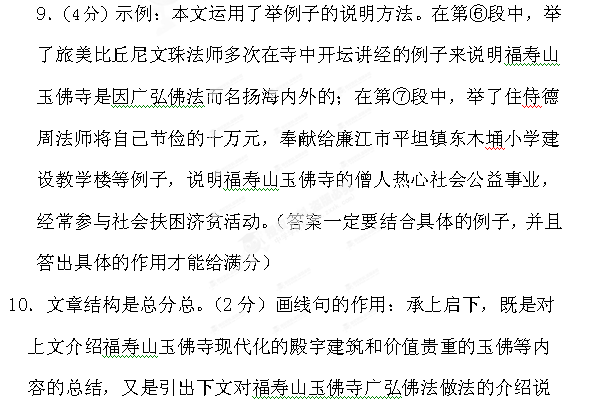 9．（4分）示例：本文运用了举例子的说明方法。在第⑥段中，举
了旅美比丘尼文珠法师多次在寺中开坛讲经的例子来说明福寿山
玉佛寺是因广弘佛法而名扬海内外的；在第⑦段中，举了住侍德
周法师将自己节俭的十万元，奉献给廉江市平坦镇东木埇小学建
设教学楼等例子，说明福寿山玉佛寺的僧人热心社会公益事业，
经常参与社会扶困济贫活动。（答案一定要结合具体的例子，并且
答出具体的作用才能给满分）
10．文章结构是总分总。（2分）画线句的作用：承上启下，既是对
上文介绍福寿山玉佛寺现代化的殿宇建筑和价值贵重的玉佛等内
容的总结，又是引出下文对福寿山玉佛寺广弘佛法做法的介绍说